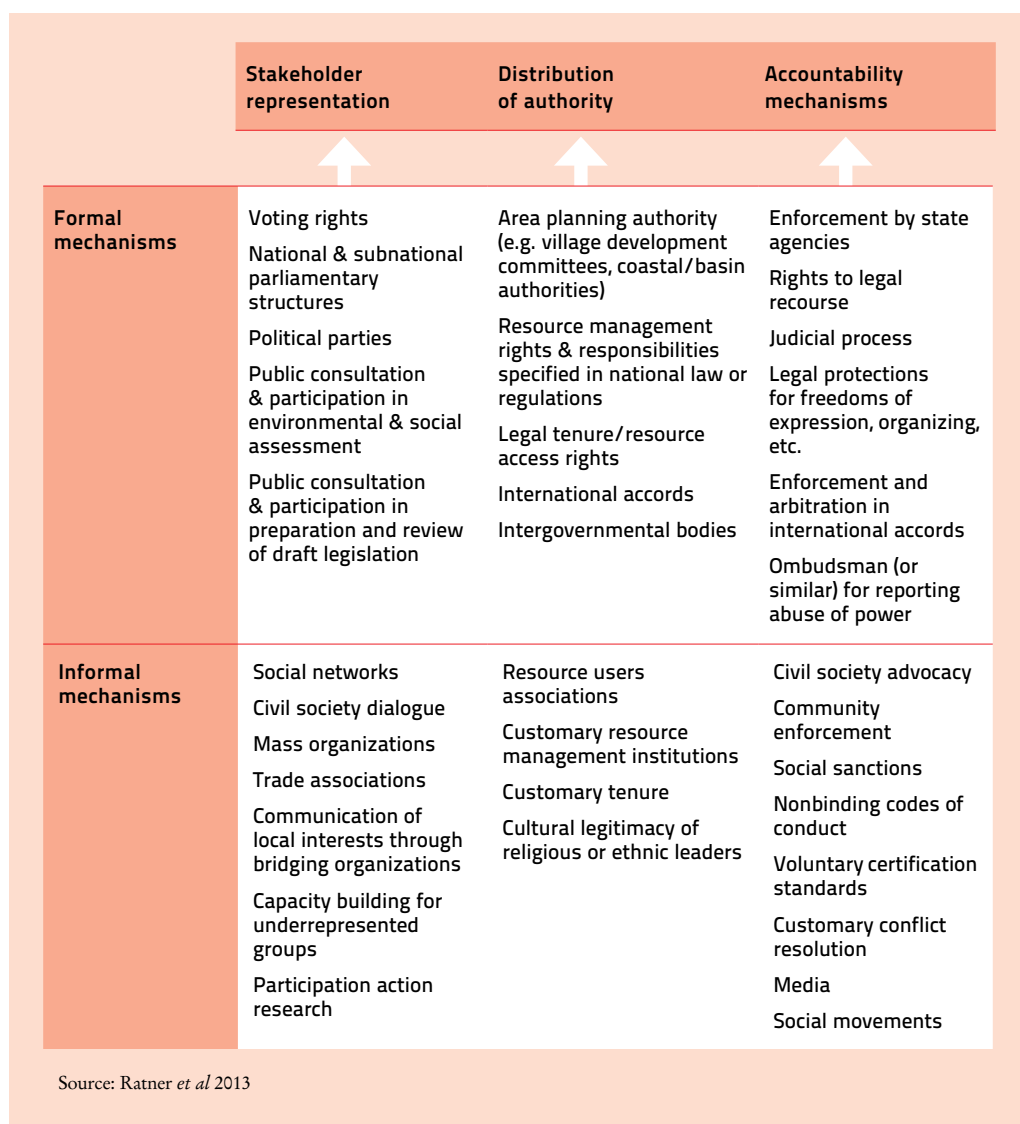 Stakeholder
representation
Distribution
of authority
Accountability
mechanisms
Formal
mechanisms
Voting rights
National & subnational
parliamentary
structures
Political parties
Public consultation
& participation in
environmental & social
assessment
Public consultation
& participation in
preparation and review
of draft legislation
Area planning authority
(e.g. village development
committees, coastal/basin
authorities)
Resource management
rights & responsibilities
specified in national law or
regulations
Legal tenure/resource
access rights
International accords
Intergovernmental bodies
Enforcement by state
agencies
Rights to legal
recourse
Judicial process
Legal protections
for freedoms of
expression, organizing,
etc.
Enforcement and
arbitration in
international accords
Ombudsman (or
similar) for reporting
abuse of power
Informal
mechanisms
Social networks
Civil society dialogue
Mass organizations
Trade associations
Communication of
local interests through
bridging organizations
Capacity building for
underrepresented
groups
Participation action
research
Resource users
associations
Customary resource
management institutions
Customary tenure
Cultural legitimacy of
religious or ethnic leaders
Civil society advocacy
Community
enforcement
Social sanctions
Nonbinding codes of
conduct
Voluntary certification
standards
Customary conflict
resolution
Media
Social movements
Source: Ratner et al 2013